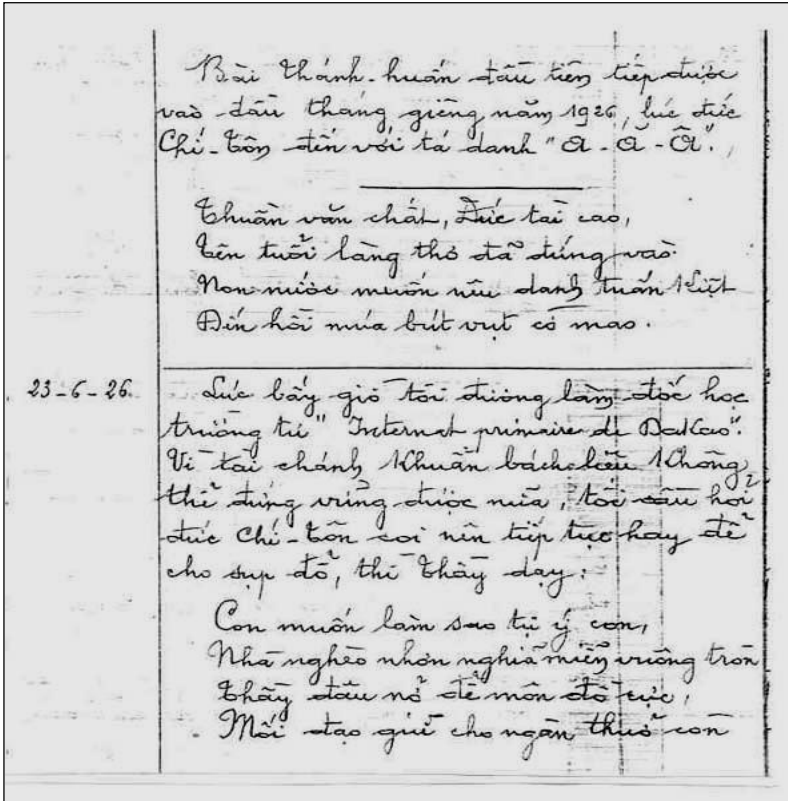 Bài Thánh-huấn đầu tiên tiếp được
vào đầu tháng giêng năm 1926, lúc đức
Chí-Tôn đến với tá danh "A-Ă-Â".
Thuần văn chất, Đức tài cao,
Tên tuổi làng thơ đã đứng vào.
Non nước muốn nêu danh tuấn kiệt
Đến hồi múa bút vụt cỏ mao.
23-6-26.
Lúc bấy giờ tôi đương làm đốc học
trường tư "Internat primaire de DaKao".
Vì tài chánh khuẩn bách liệu không
thể đứng vững được nữa, tôi cầu hỏi
đức Chí-Tôn coi nên tiếp tục hay để
cho sụp đổ, thì Thầy dạy:
Con muốn làm sao tự ý con,
Nhà nghèo nhơn nghĩa miễn vuông tròn
Thầy đâu nỡ để môn đồ cực,
Mối đạo giữ cho ngàn thuở còn